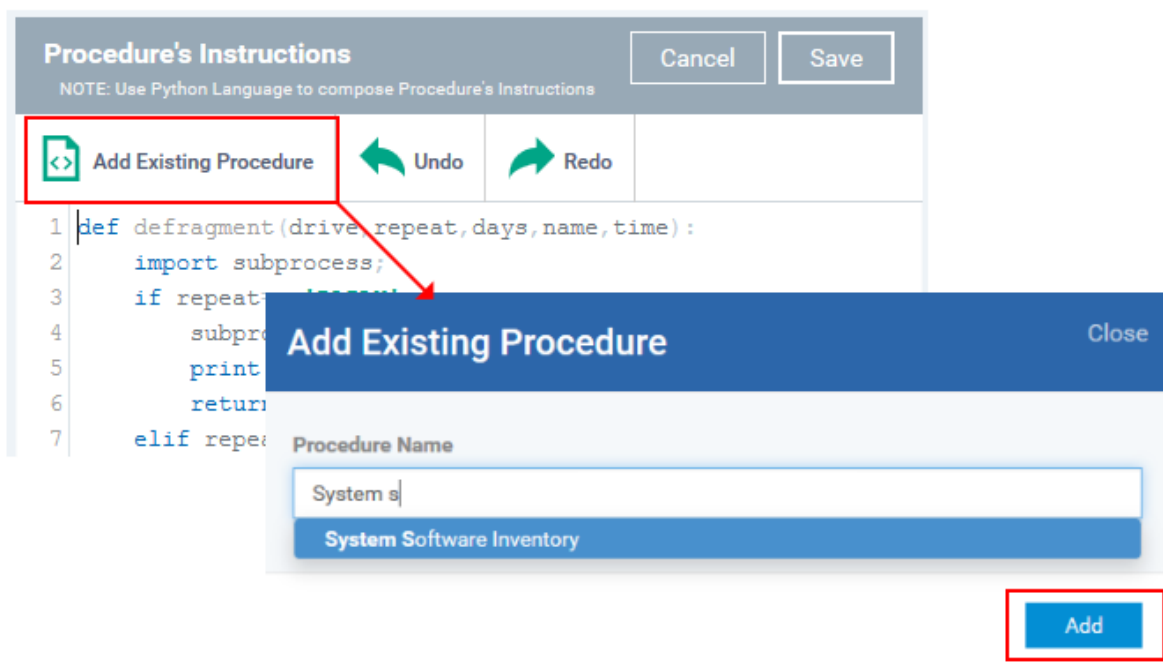 Procedure's Instructions
Cancel
Save
NOTE: Use Python Language to compose Procedure's Instructions
Add Existing Procedure
Undo
Redo
1 def defragment(drive,repeat,days,name,time):
2 import subprocess;
3 if repeat=
4 subpro
5 print
6 return
7 elif repea
Add Existing Procedure
Close
Procedure Name
System s
System Software Inventory
Add